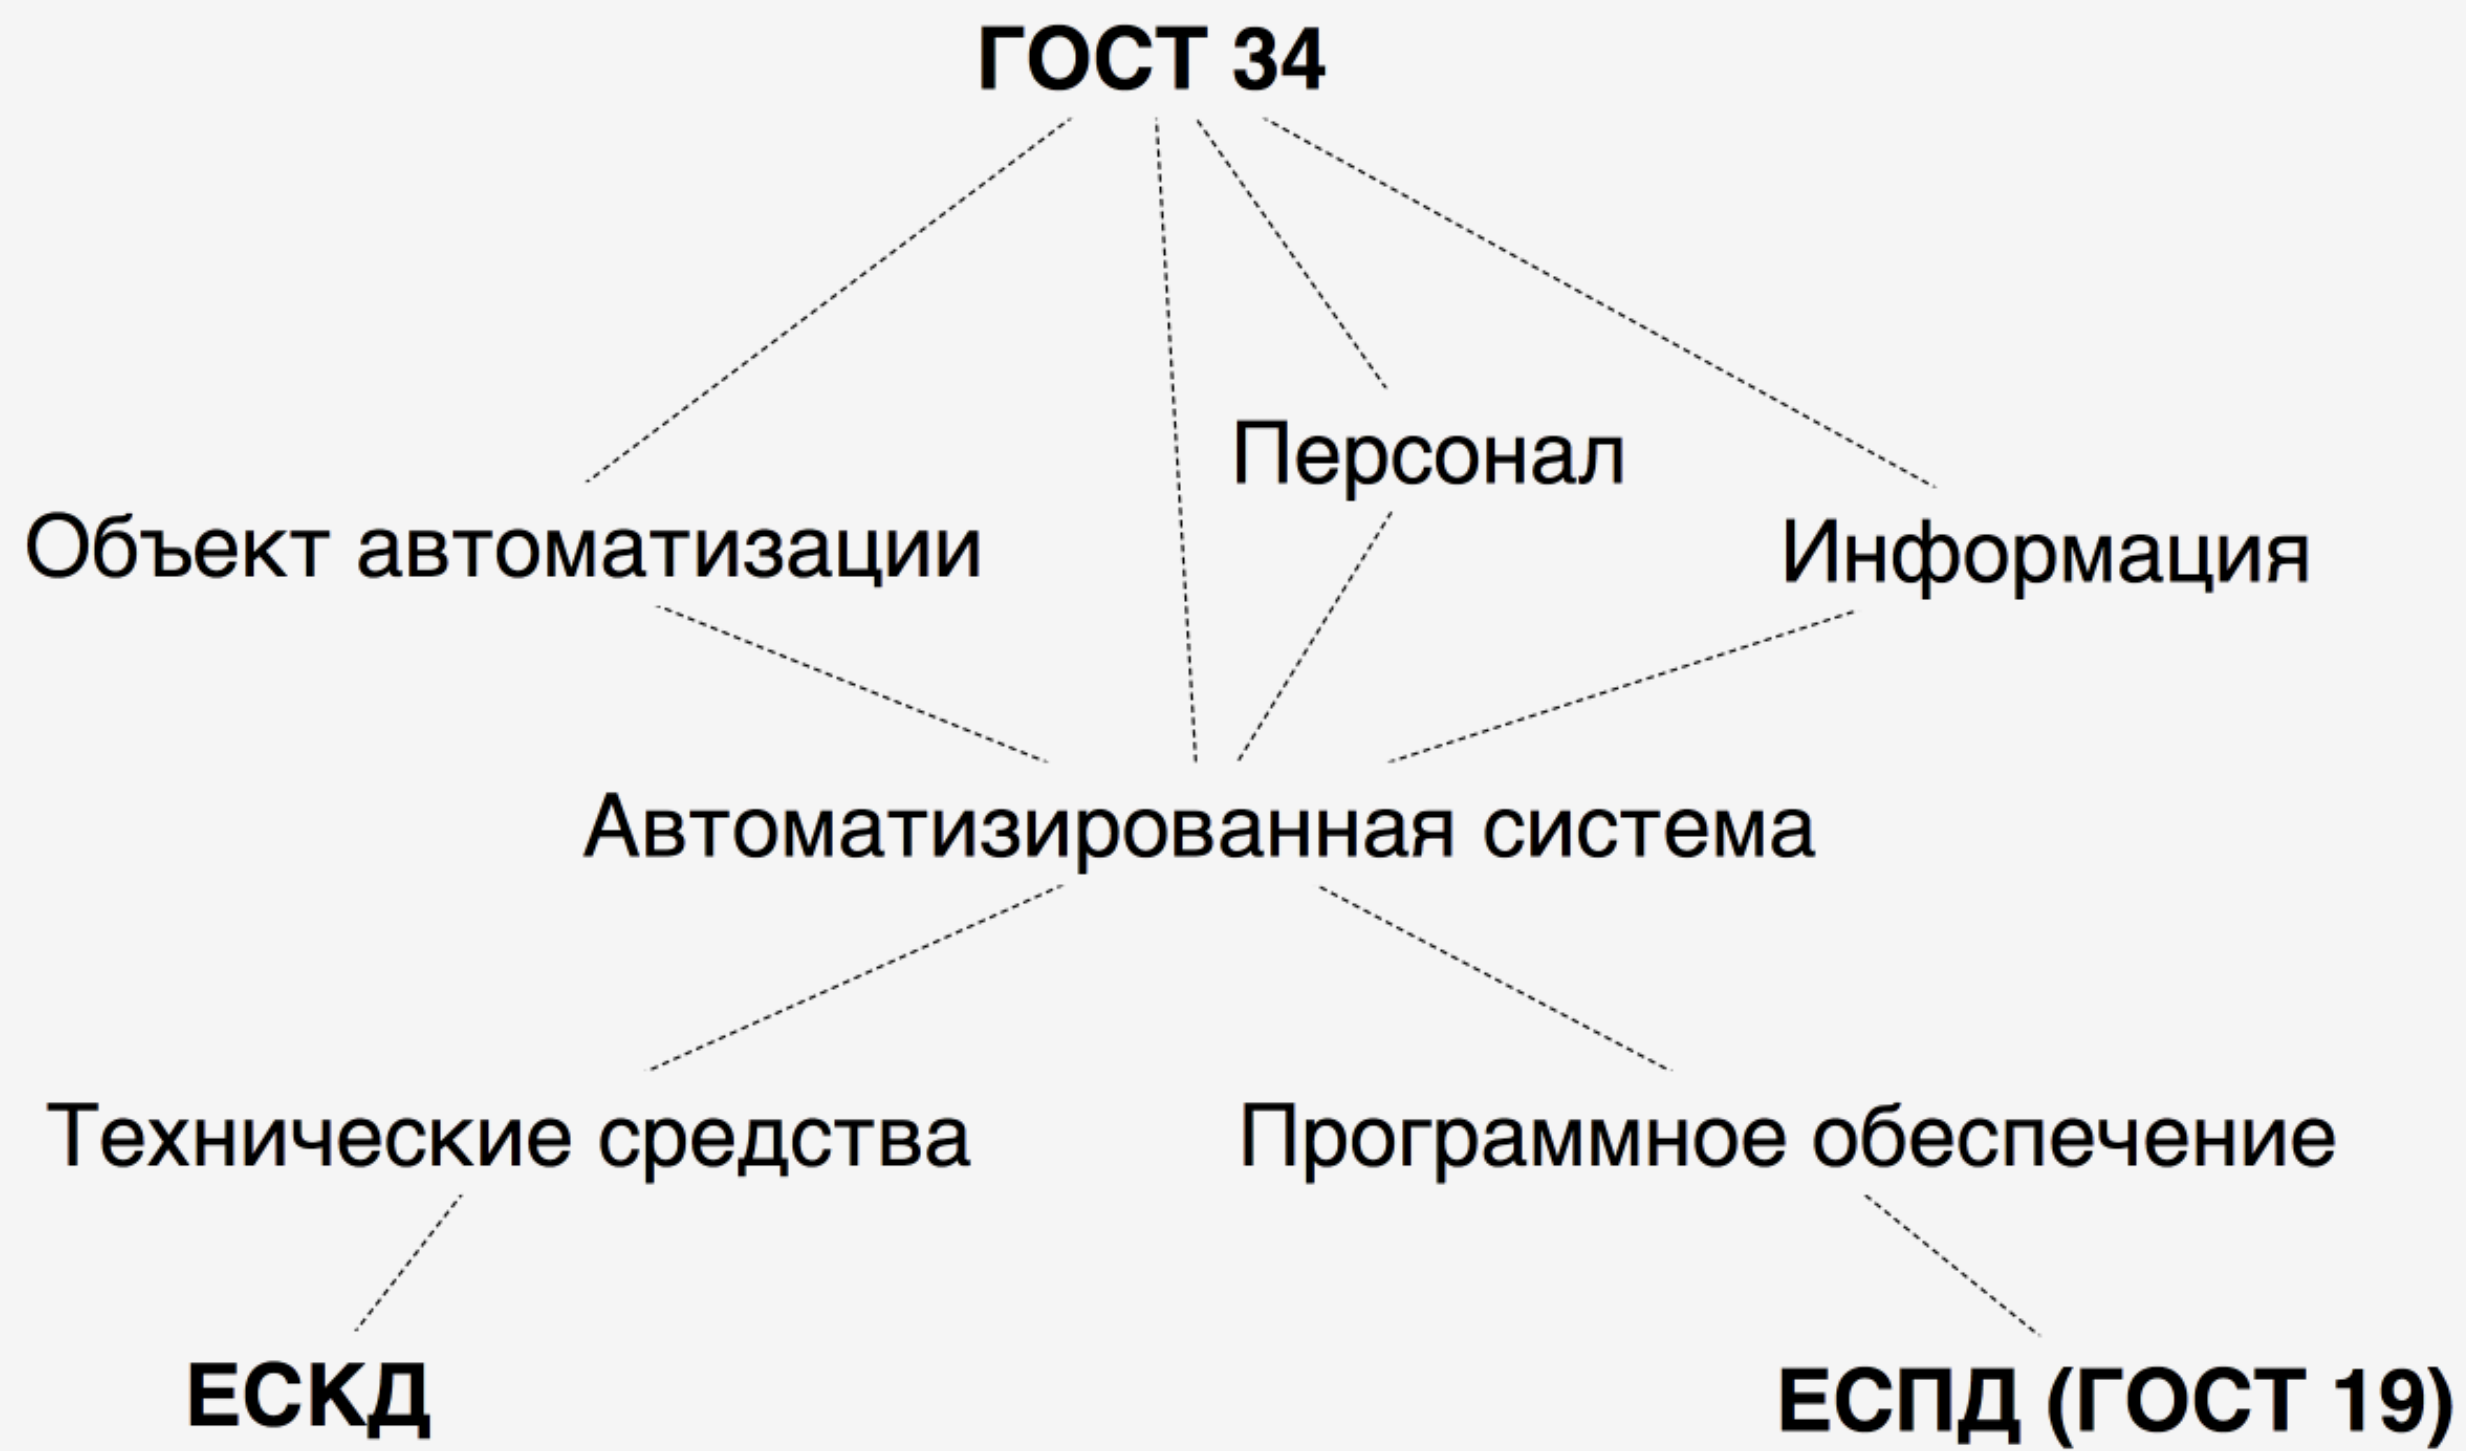 ГОСТ 34
Персонал
Объект автоматизации
Информация
Автоматизированная система
Технические средства
Программное обеспечение
ЕСКД
ЕСПД (ГОСТ 19)